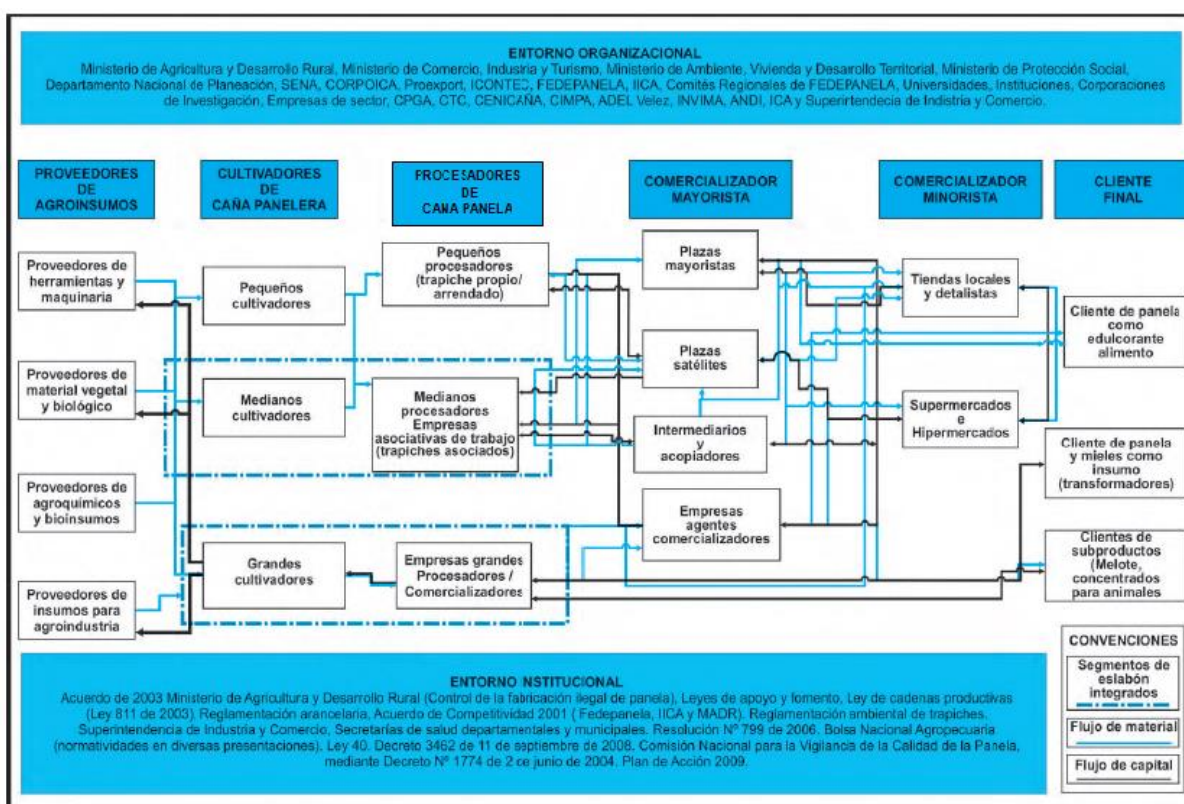 ENTORNO ORGANIZACIONAL
Ministerio de Agricultura y Desarrollo Rural, Ministerio de Comercio, Industria y Turismo, Ministerio de Ambiente, Vivienda y Desarrollo Territorial, Ministerio de Protección Social,
Departamento Nacional de Planeación, SENA, CORPOICA, Proexport, ICONTEC, FEDEPANELA, IICA, Comités Regionales de FEDEPANELA, Universidades, Instituciones, Corporaciones
de Investigación, Empresas de sector, CPGA, CTC, CENICAÑA, CIMPA, ADEL Velez, INVIMA, ANDI, ICA y Superintendecia de Indistria y Comercio.
PROVEEDORES
DE
AGROINSUMOS
CULTIVADORES
DE
CAÑA PANELERA
PROCESADORES
DE
CANA PANELA
COMERCIALIZADOR
MAYORISTA
COMERCIALIZADOR
MINORISTA
CLIENTE
FINAL
Proveedores de
herramientas y
maquinaria
Proveedores de
material vegetal
y biológico
Proveedores de
agroquímicos
y bioinsumos
Proveedores de
insumos para
agroindustria
Pequeños
cultivadores
Medianos
cultivadores
Grandes
cultivadores
Pequeños
procesadores
(trapiche propio/
arrendado)
Medianos
procesadores
Empresas
asociativas de trabajo
(trapiches asociados)
Empresas grandes
Procesadores /
Comercializadores
Plazas
mayoristas
Plazas
satélites
Intermediarios
y
acopiadores
Empresas
agentes
comercializadores
Tiendas locales
y detalistas
Supermercados
e
Hipermercados
Cliente de panela
como
edulcorante
alimento
Cliente de panela
y mieles como
insumo
(transformadores)
Clientes de
subproductos
(Melote,
concentrados
para animales
CONVENCIONES
Segmentos de
eslabón
integrados
Flujo de material
Flujo de capital
ENTORNO INSTITUCIONAL
Acuerdo de 2003 Ministerio de Agricultura y Desarrollo Rural (Control de la fabricación ilegal de panela), Leyes de apoyo y fomento, Ley de cadenas productivas
(Ley 811 de 2003). Reglamentación arancelaria, Acuerdo de Competitividad 2001 ( Fedepanela, IICA y MADR). Reglamentación ambiental de trapiches.
Superintendencia de Industria y Comercio, Secretarías de salud departamentales y municipales. Resolución Nº 799 de 2006. Bolsa Nacional Agropecuaria
(normatividades en diversas presentaciones). Ley 40. Decreto 3462 de 11 de septiembre de 2008. Comisión Nacional para la Vigilancia de la Calidad de la Panela,
mediante Decreto Nº 1774 de 2 ce junio de 2004. Plan de Acción 2009.